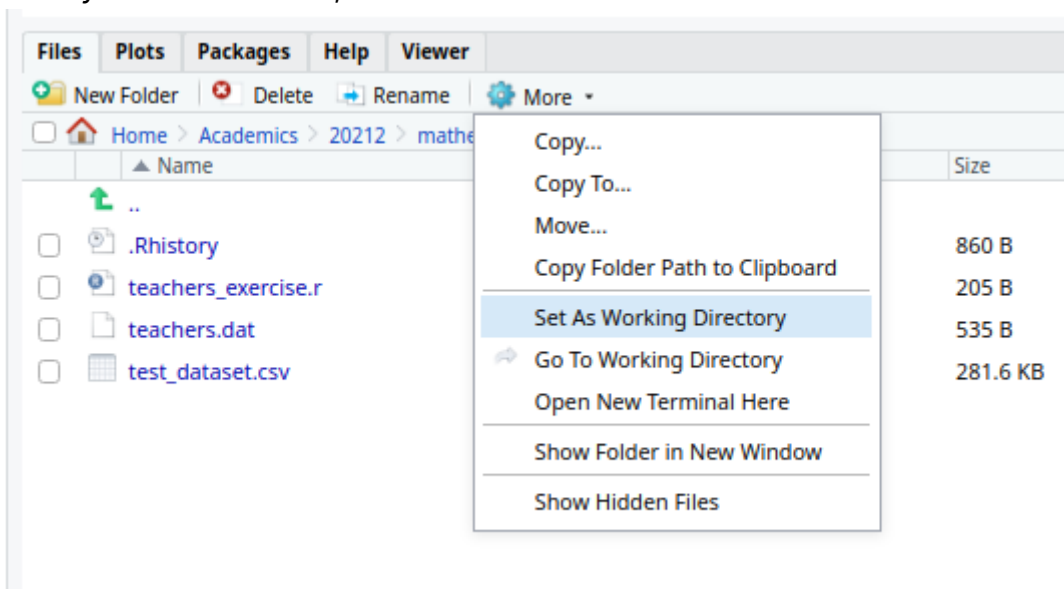 Files Plots Packages Help Viewer
New Folder Delete Rename More
Home > Academics > 20212 > mathe
Name Size
..
.Rhistory 860 B
teachers_exercise.r 205 B
teachers.dat 535 B
test_dataset.csv 281.6 KB
Copy...
Copy To...
Move...
Copy Folder Path to Clipboard
Set As Working Directory
Go To Working Directory
Open New Terminal Here
Show Folder in New Window
Show Hidden Files